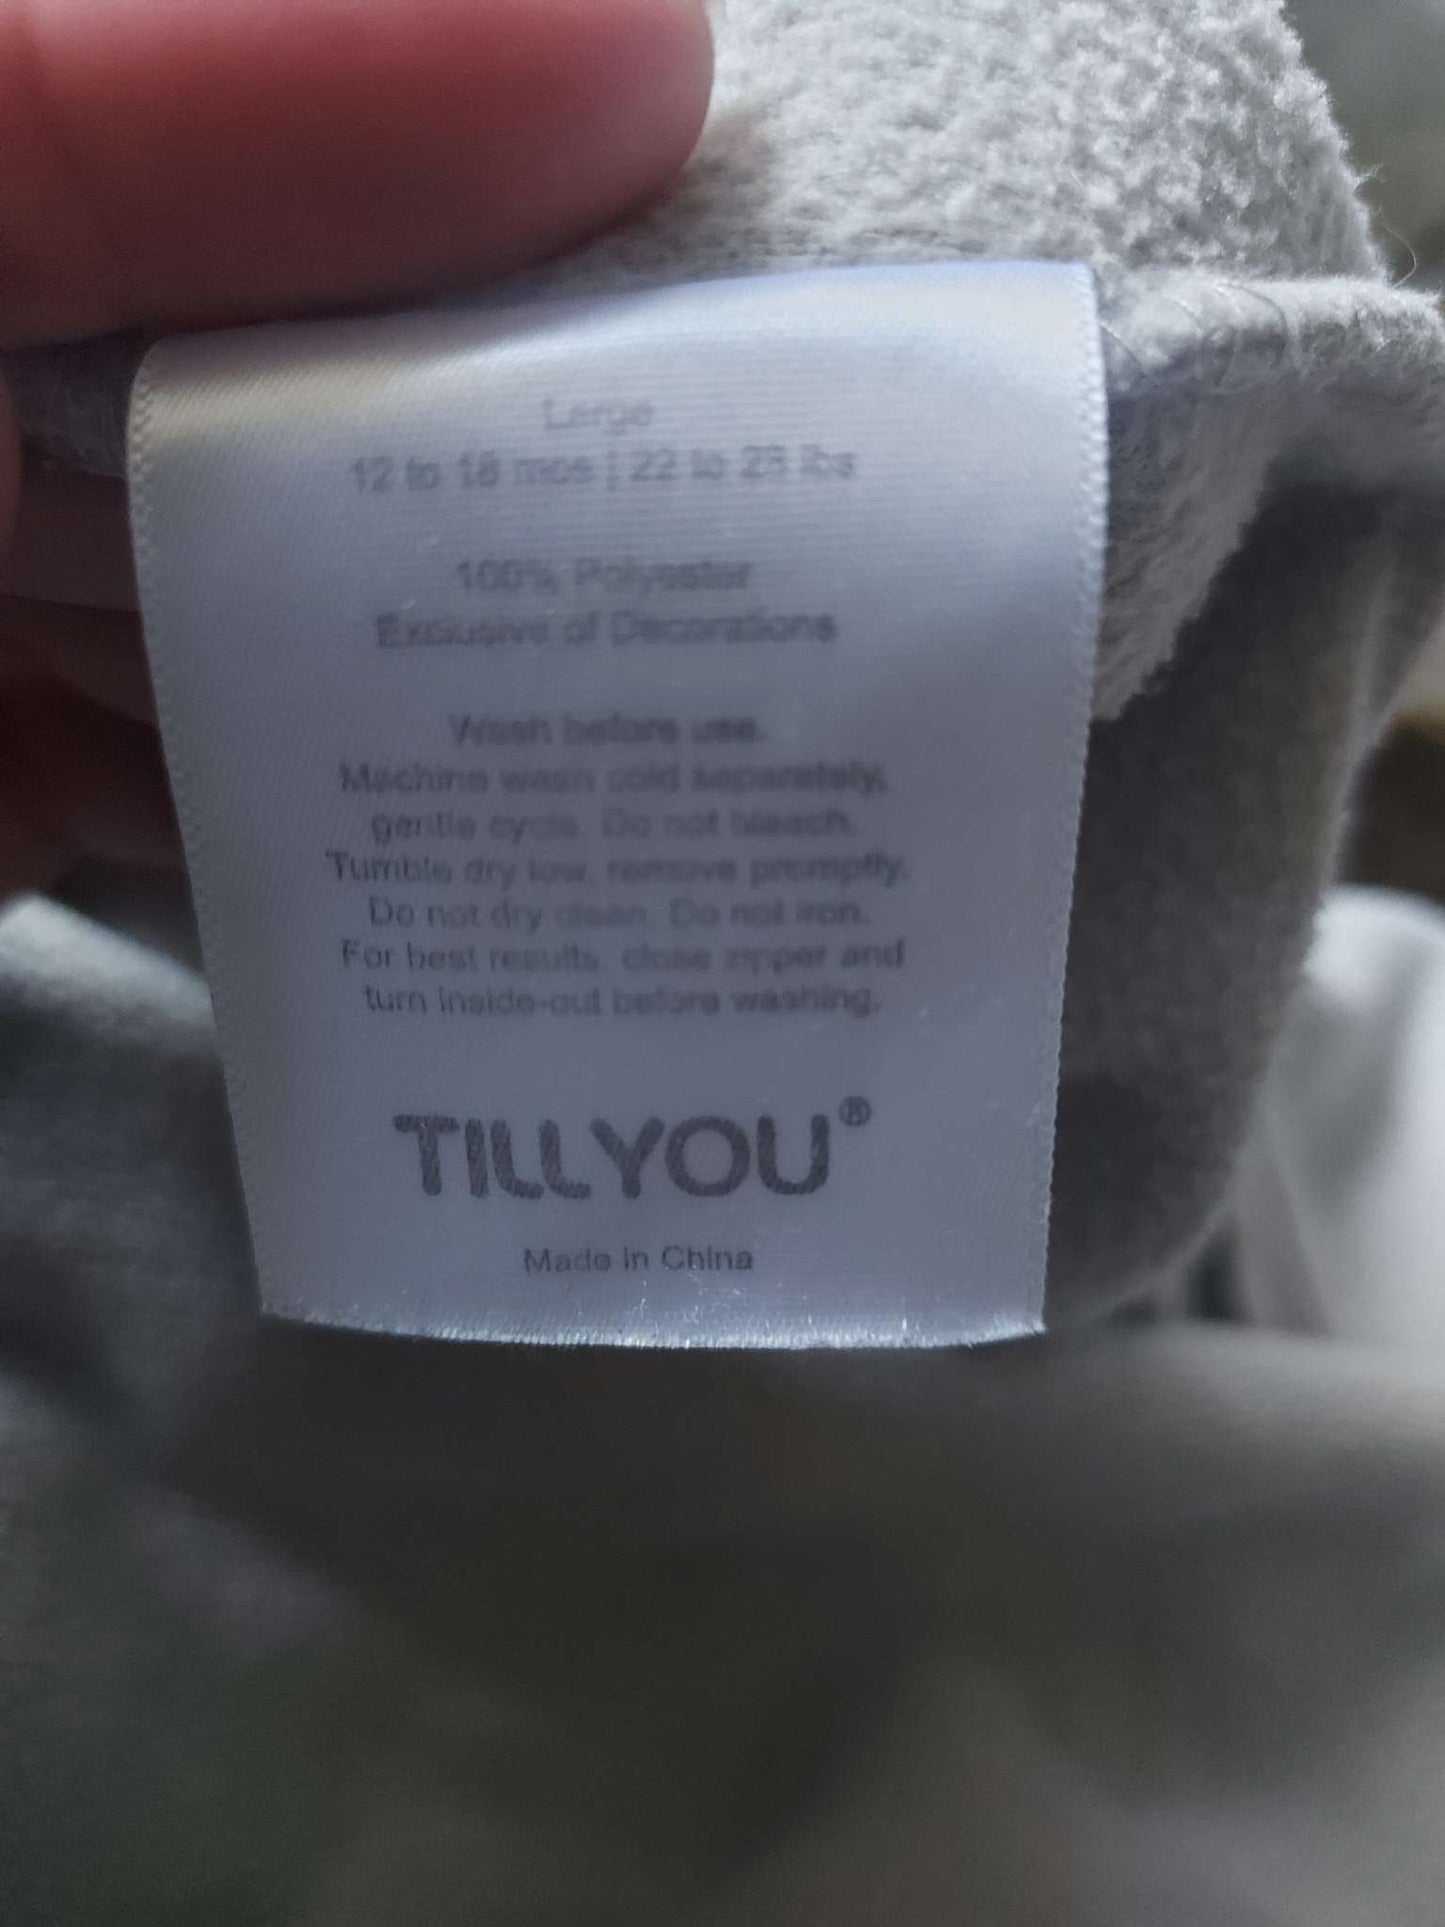 Large
12 to 18 mos | 22 to 28 lbs
100% Polyester
Exclusive of Decorations
Wash before use.
Machine wash cold separately,
gentle cycle. Do not bleach.
Tumble dry low, remove promptly.
Do not dry clean. Do not iron.
For best results, close zipper and
turn inside-out before washing.
TILLYOU®
Made in China